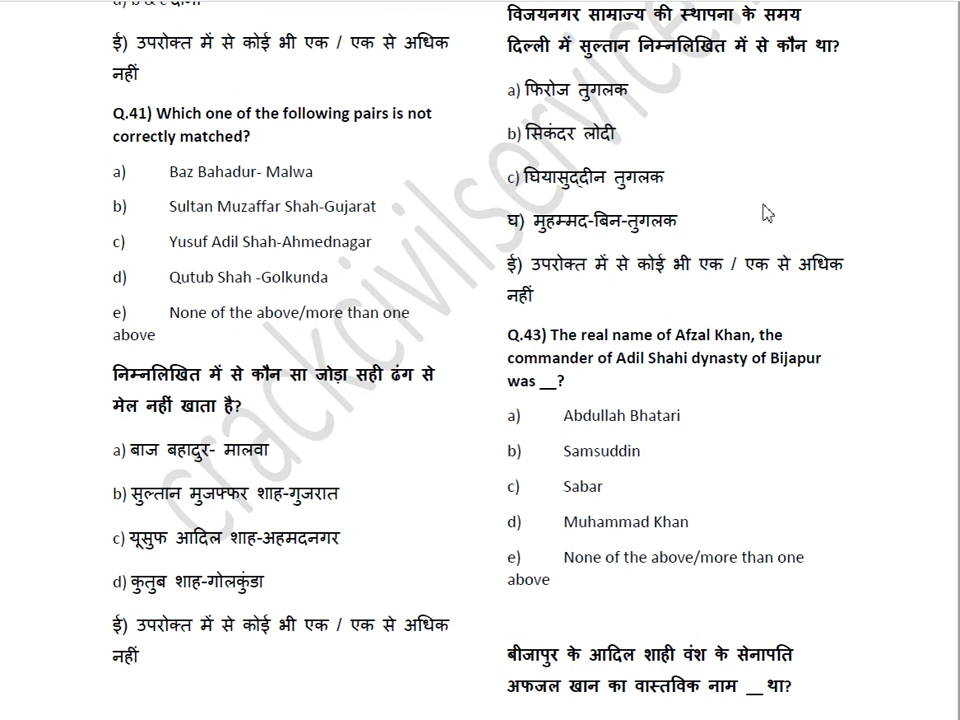 ई) उपरोक्त में से कोई भी एक / एक से अधिक
नहीं
Q.41) Which one of the following pairs is not
correctly matched?
a) Baz Bahadur- Malwa
b) Sultan Muzaffar Shah-Gujarat
c) Yusuf Adil Shah-Ahmednagar
d) Qutub Shah -Golkunda
e) None of the above/more than one
above
निम्नलिखित में से कौन सा जोड़ा सही ढंग से
मेल नहीं खाता है?
a) बाज बहादुर- मालवा
b) सुल्तान मुजफ्फर शाह-गुजरात
c) यूसुफ आदिल शाह-अहमदनगर
d) कुतुब शाह-गोलकुंडा
ई) उपरोक्त में से कोई भी एक / एक से अधिक
नहीं
विजयनगर साम्राज्य की स्थापना के समय
दिल्ली में सुल्तान निम्नलिखित में से कौन था?
a) फिरोज तुगलक
b) सिकंदर लोदी
c) घियासुद्दीन तुगलक
घ) मुहम्मद-बिन-तुगलक
ई) उपरोक्त में से कोई भी एक / एक से अधिक
नहीं
Q.43) The real name of Afzal Khan, the
commander of Adil Shahi dynasty of Bijapur
was __?
a) Abdullah Bhatari
b) Samsuddin
c) Sabar
d) Muhammad Khan
e) None of the above/more than one
above
बीजापुर के आदिल शाही वंश के सेनापति
अफजल खान का वास्तविक नाम __ था?
crackcivilservice